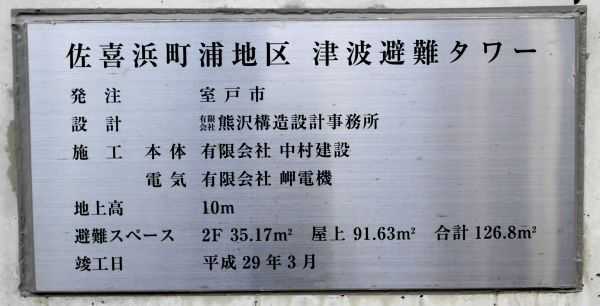 佐喜浜町浦地区 津波避難タワー
発注 室戸市
設計 有限会社熊沢構造設計事務所
施工 本体 有限会社 中村建設
電気 有限会社 岬電機
地上高 10m
避難スペース 2F 35.17m² 屋上 91.63m² 合計 126.8m²
竣工日 平成29年3月